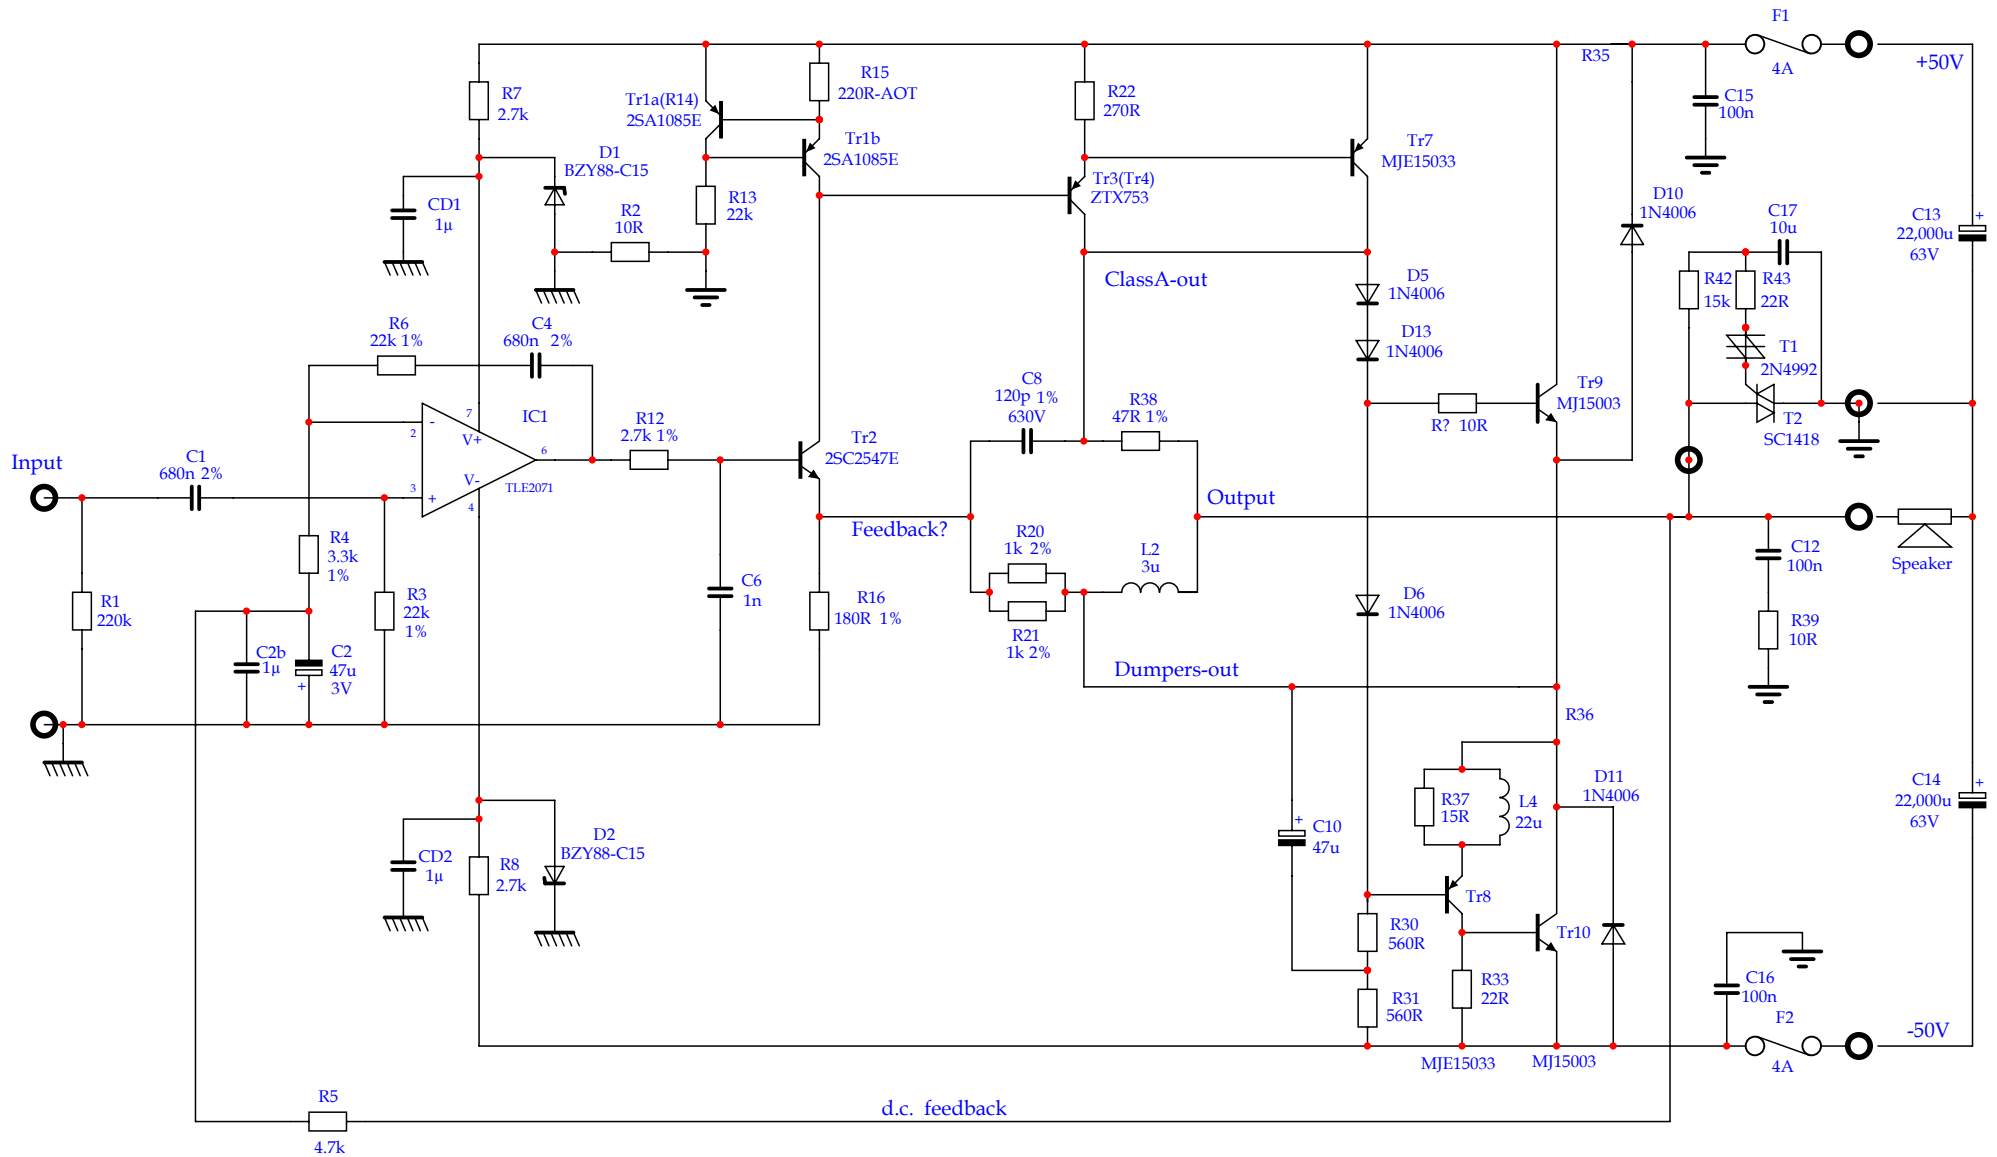 F1
4A
+50V
R35
R7
2.7k
Tr1a(R14)
2SA1085E
R15
220R-AOT
Tr1b
2SA1085E
R22
270R
Tr7
MJE15033
C15
100n
D1
BZY88-C15
CD1
1µ
R2
10R
R13
22k
Tr3(Tr4)
ZTX753
D10
1N4006
C17
10u
C13
+
22,000u
63V
ClassA-out
D5
1N4006
R42
15k
R43
22R
R6
22k 1%
C4
680n 2%
D13
1N4006
T1
2N4992
C8
120p 1%
630V
R38
47R 1%
Tr9
MJ15003
R? 10R
T2
SC1418
IC1
7
V+
2
-
6
3
+
V-
4
TLE2071
R12
2.7k 1%
Tr2
2SC2547E
Input
C1
680n 2%
Output
Feedback?
R4
3.3k
1%
R20
1k 2%
L2
3u
C12
100n
Speaker
R1
220k
R3
22k
1%
C6
1n
R16
180R 1%
D6
1N4006
R21
1k 2%
R39
10R
C2b
1µ
C2
47u
3V
+
Dumpers-out
R36
D11
1N4006
R37
15R
L4
22u
C14
+
22,000u
63V
+
C10
47u
D2
BZY88-C15
CD2
1µ
R8
2.7k
Tr8
R30
560R
Tr10
R33
22R
R31
560R
C16
100n
F2
4A
-50V
MJE15033
MJ15003
R5
4.7k
d.c. feedback